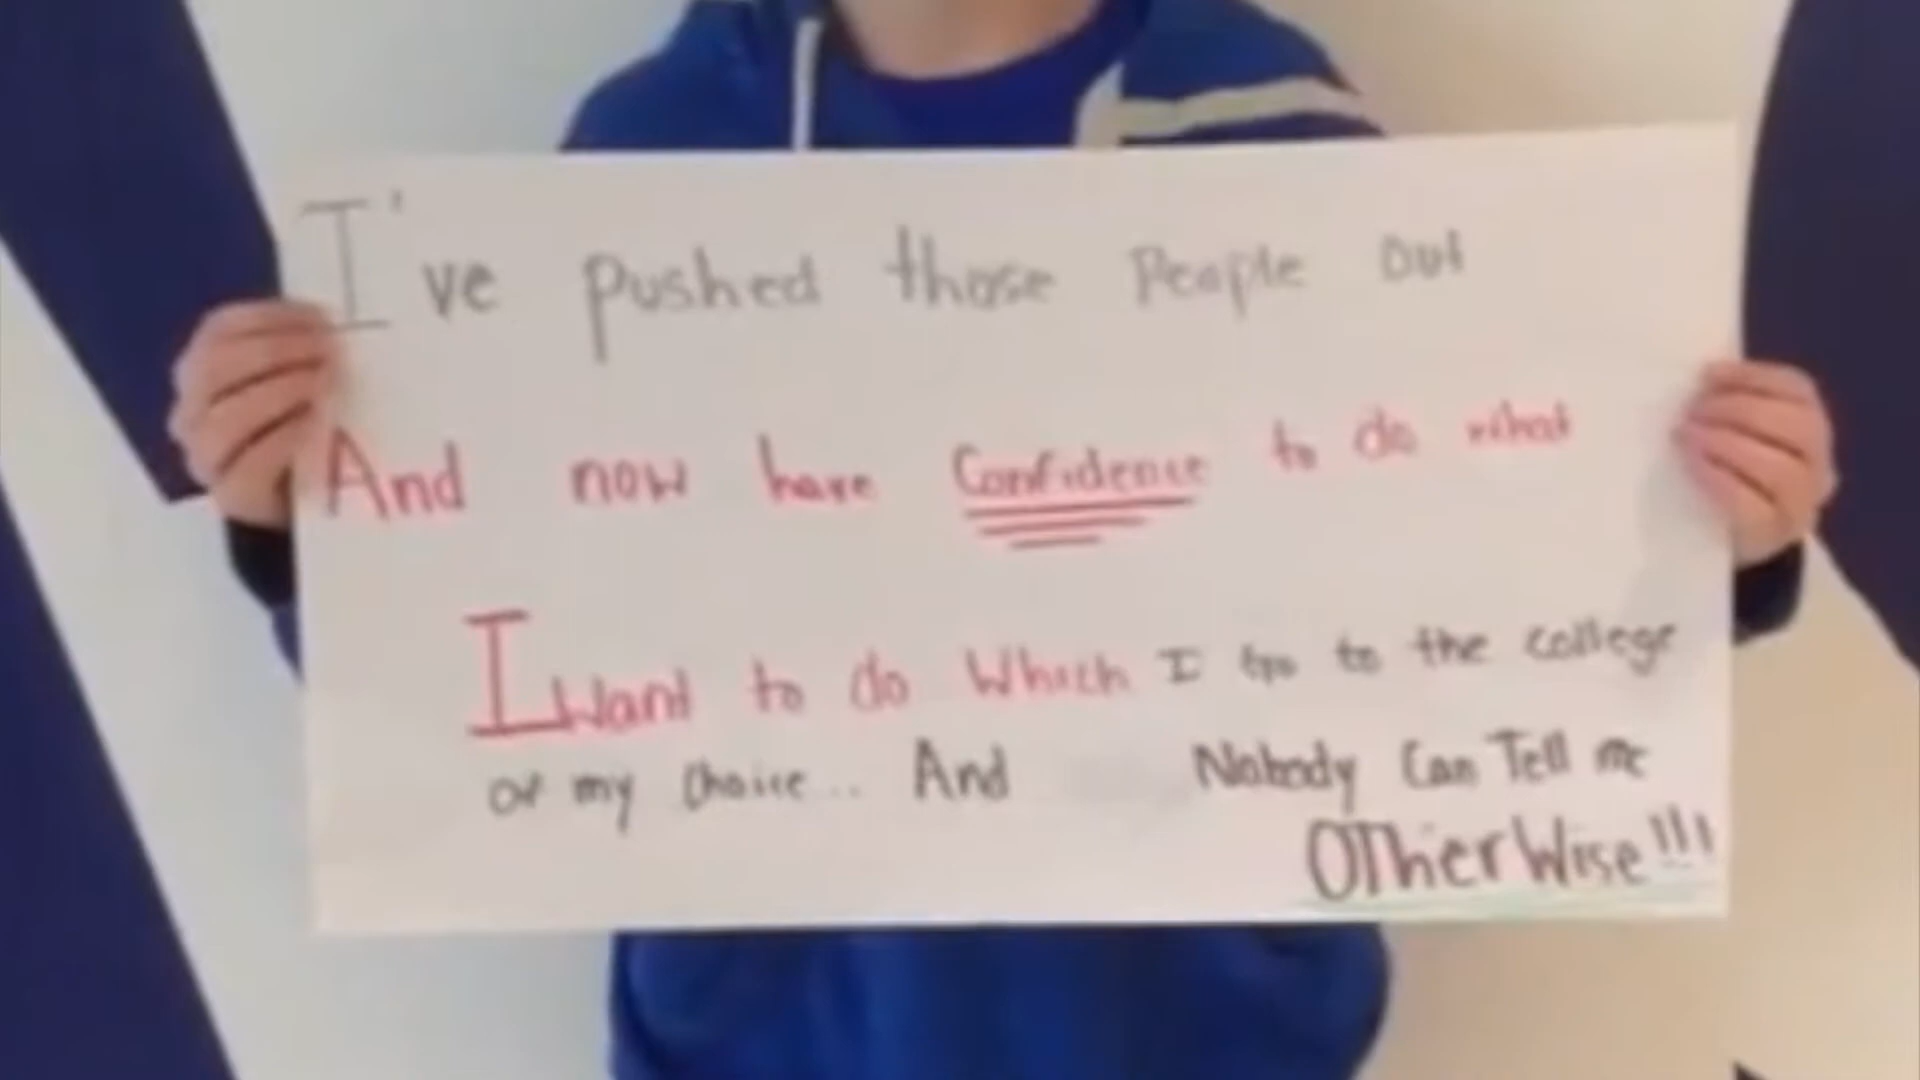 I've pushed those People out
And now have Confidence to do what
I want to do Which I go to the college
of my choice... And Nobody Can Tell me
OTherWise!!!